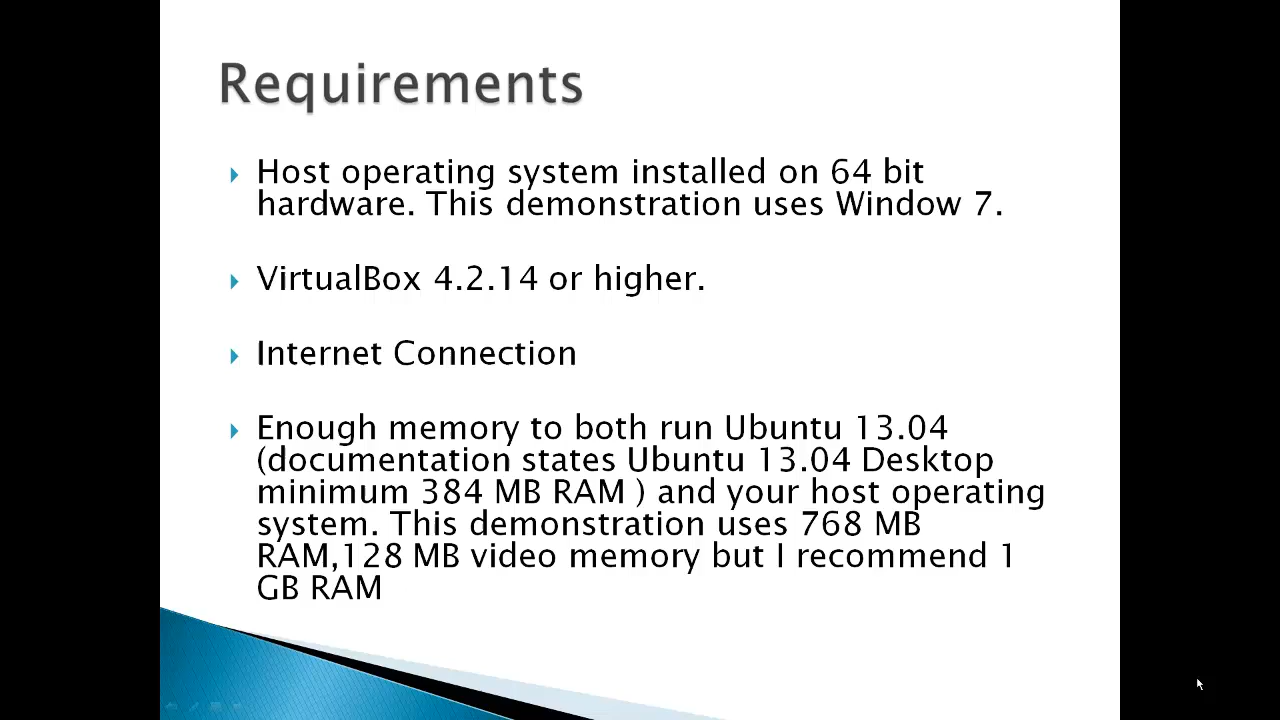 Requirements
Host operating system installed on 64 bit
hardware. This demonstration uses Window 7.
VirtualBox 4.2.14 or higher.
Internet Connection
Enough memory to both run Ubuntu 13.04
(documentation states Ubuntu 13.04 Desktop
minimum 384 MB RAM ) and your host operating
system. This demonstration uses 768 MB
RAM,128 MB video memory but I recommend 1
GB RAM